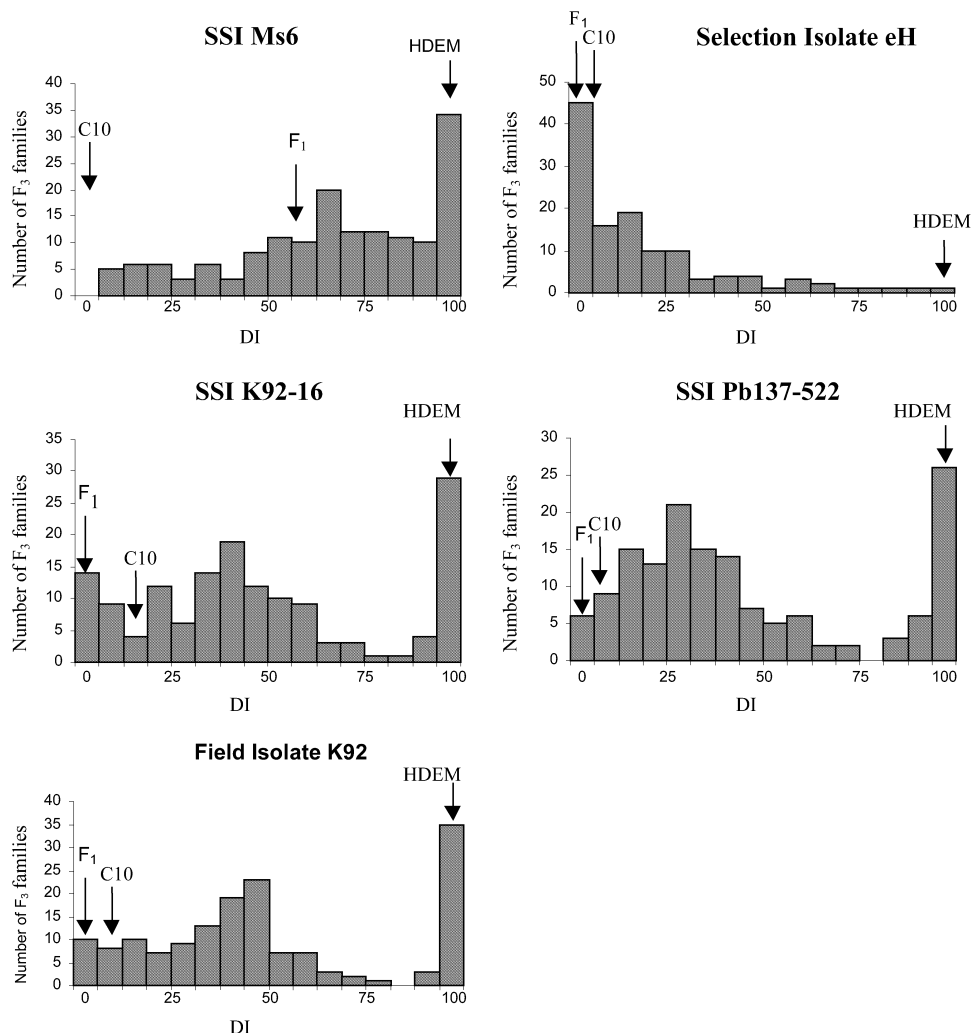 SSI Ms6
HDEM
C10
F1
Number of F3 families
40
35
30
25
20
15
10
5
0
0 25 50 75 100
DI
Selection Isolate eH
F1
C10
HDEM
Number of F3 families
50
40
30
20
10
0
0 25 50 75 100
DI
SSI K92-16
HDEM
F1
C10
Number of F3 families
35
30
25
20
15
10
5
0
0 25 50 75 100
DI
SSI Pb137-522
HDEM
F1
C10
Number of F3 families
30
25
20
15
10
5
0
0 25 50 75 100
DI
Field Isolate K92
HDEM
F1
C10
Number of F3 families
40
35
30
25
20
15
10
5
0
0 25 50 75 100
DI